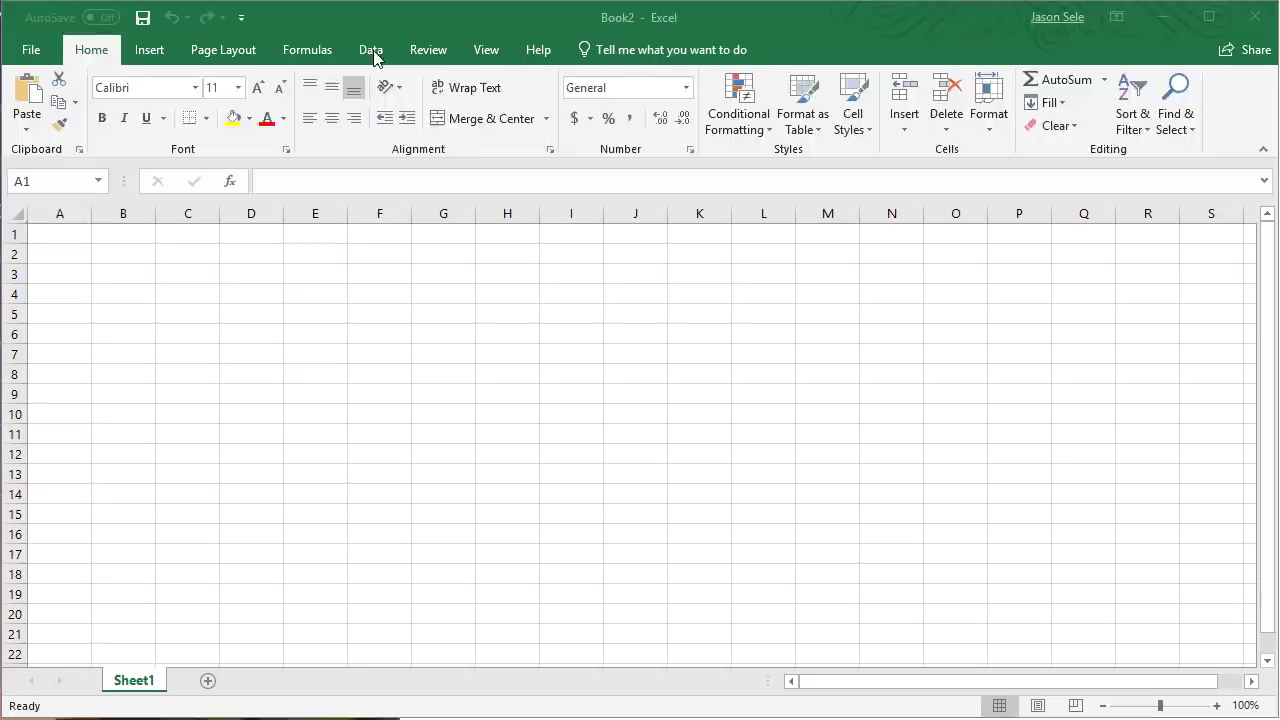 AutoSave Off Book2 - Excel Jason Sele
File Home Insert Page Layout Formulas Data Review View Help Tell me what you want to do Share
Calibri 11 Wrap Text General AutoSum
Paste Conditional Formatting Format as Table Cell Styles Insert Delete Format Fill Sort & Filter Find & Select
B I U Merge & Center $ % , Clear
Clipboard Font Alignment Number Styles Cells Editing
A1 fx
A B C D E F G H I J K L M N O P Q R S
1
2
3
4
5
6
7
8
9
10
11
12
13
14
15
16
17
18
19
20
21
22
Sheet1
Ready 100%